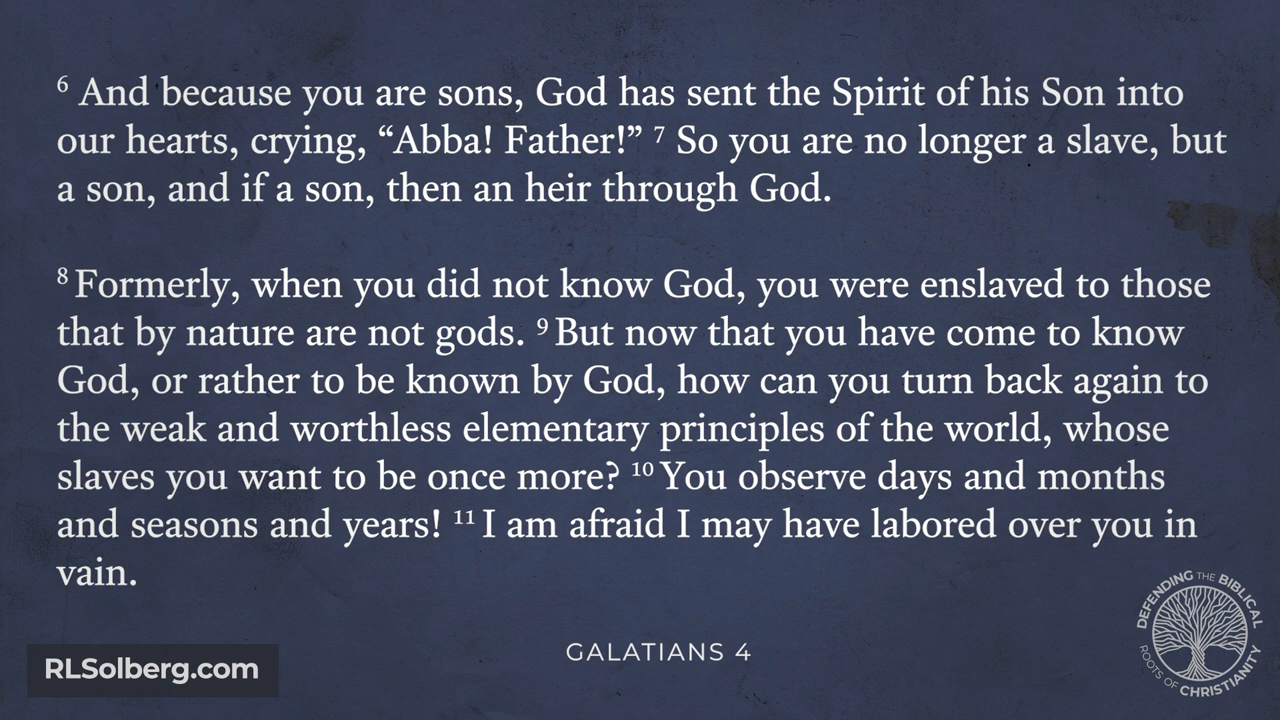 ⁶ And because you are sons, God has sent the Spirit of his Son into
our hearts, crying, “Abba! Father!” ⁷ So you are no longer a slave, but
a son, and if a son, then an heir through God.
⁸ Formerly, when you did not know God, you were enslaved to those
that by nature are not gods. ⁹ But now that you have come to know
God, or rather to be known by God, how can you turn back again to
the weak and worthless elementary principles of the world, whose
slaves you want to be once more? ¹⁰ You observe days and months
and seasons and years! ¹¹ I am afraid I may have labored over you in
vain.
GALATIANS 4
RLSolberg.com
DEFENDING THE BIBLICAL
ROOTS OF CHRISTIANITY